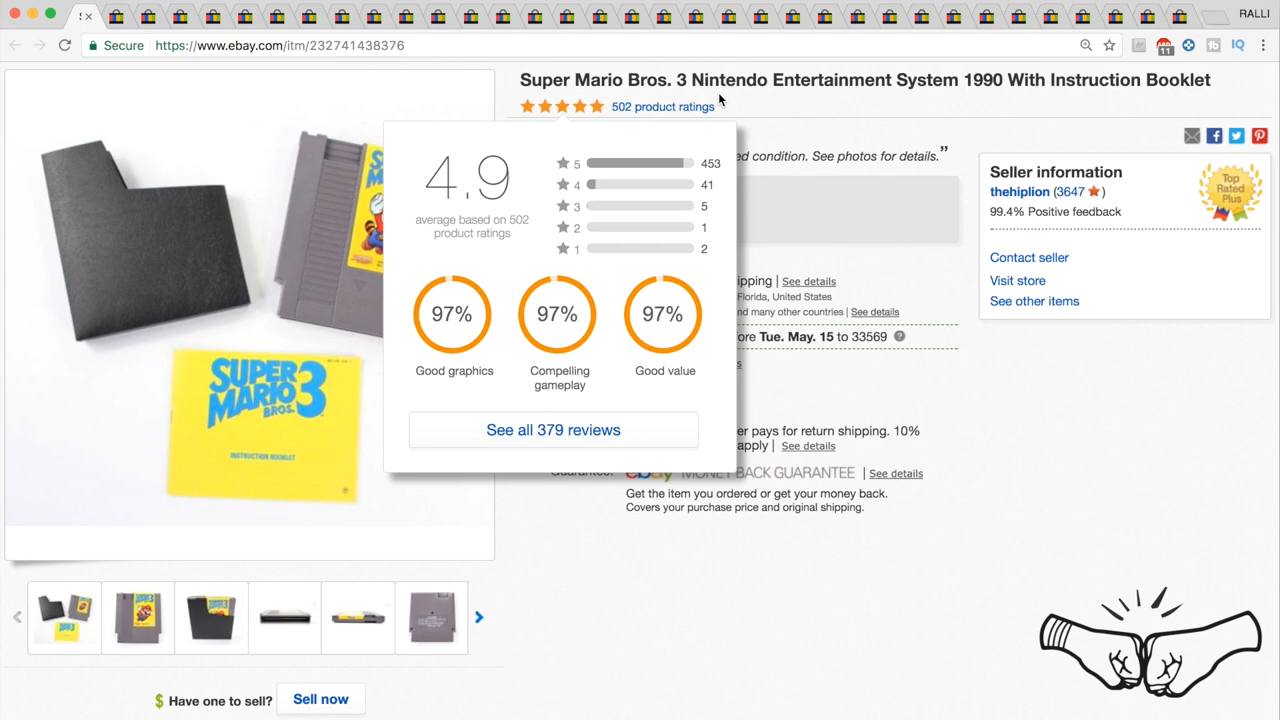 RALLI
Secure
https://www.ebay.com/itm/232741438376
11
IQ
Super Mario Bros. 3 Nintendo Entertainment System 1990 With Instruction Booklet
502 product ratings
ed condition. See photos for details.”
4.9
average based on 502
product ratings
5 453
4 41
3 5
2 1
1 2
97% 97% 97%
Good graphics
Compelling
gameplay
Good value
See all 379 reviews
ipping | See details
Florida, United States
nd many other countries | See details
ore Tue. May. 15 to 33569
er pays for return shipping. 10%
apply | See details
ebay MONEY BACK GUARANTEE | See details
Get the item you ordered or get your money back.
Covers your purchase price and original shipping.
Seller information
thehiplion (3647)
99.4% Positive feedback
Top
Rated
Plus
Contact seller
Visit store
See other items
SUPER
MARIO
BROS. 3
INSTRUCTION BOOKLET
Have one to sell? Sell now